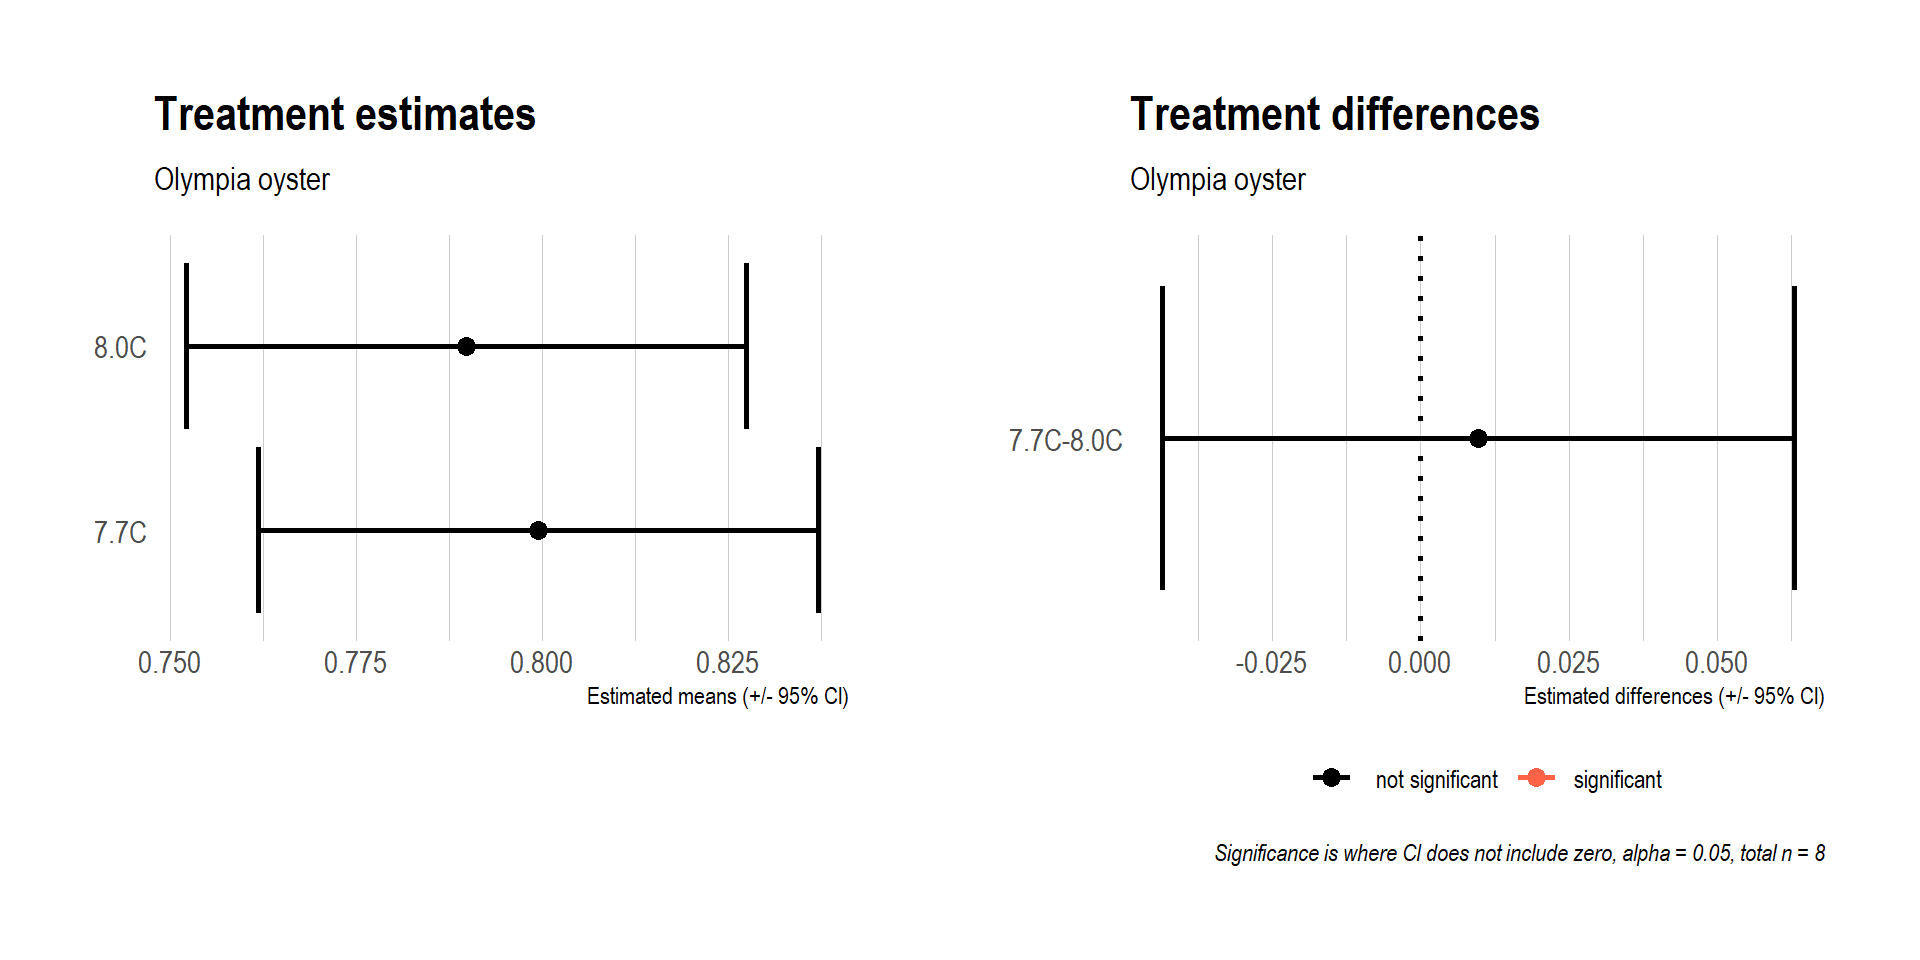 Treatment estimates
Olympia oyster
8.0C
7.7C
0.750 0.775 0.800 0.825
Estimated means (+/- 95% CI)
Treatment differences
Olympia oyster
7.7C-8.0C
-0.025 0.000 0.025 0.050
Estimated differences (+/- 95% CI)
not significant significant
Significance is where CI does not include zero, alpha = 0.05, total n = 8